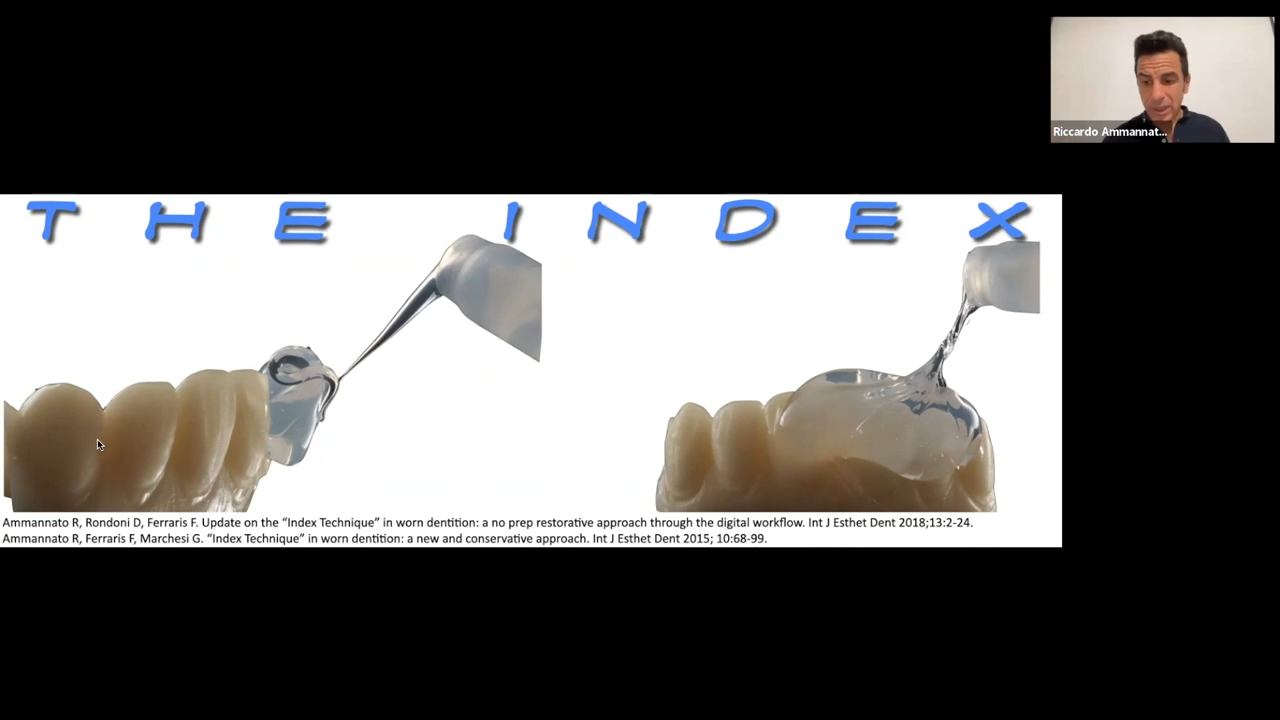 Riccardo Ammannat...
THE INDEX
Ammannato R, Rondoni D, Ferraris F. Update on the “Index Technique” in worn dentition: a no prep restorative approach through the digital workflow. Int J Esthet Dent 2018;13:2-24.
Ammannato R, Ferraris F, Marchesi G. “Index Technique” in worn dentition: a new and conservative approach. Int J Esthet Dent 2015; 10:68-99.